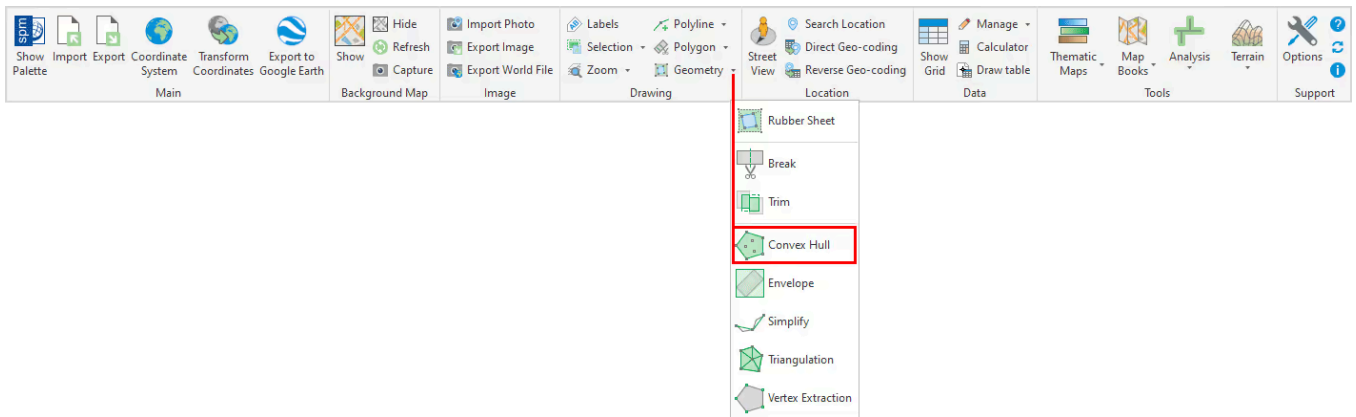 spm
Show Palette
Import
Export
Coordinate System
Transform Coordinates
Export to Google Earth
Main
Show
Hide
Refresh
Capture
Background Map
Import Photo
Export Image
Export World File
Image
Labels
Selection
Zoom
Polyline
Polygon
Geometry
Drawing
Street View
Search Location
Direct Geo-coding
Reverse Geo-coding
Location
Show Grid
Manage
Calculator
Draw table
Data
Thematic Maps
Map Books
Analysis
Terrain
Tools
Options
Support
Rubber Sheet
Break
Trim
Convex Hull
Envelope
Simplify
Triangulation
Vertex Extraction